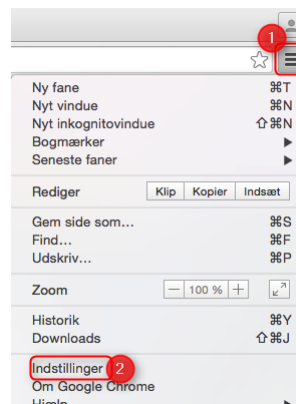 1
Ny fane ⌘T
Nyt vindue ⌘N
Nyt inkognitovindue ⇧⌘N
Bogmærker ▶
Seneste faner ▶
Rediger Klip Kopier Indsæt
Gem side som... ⌘S
Find... ⌘F
Udskriv... ⌘P
Zoom − 100 % +
Historik ⌘Y
Downloads ⇧⌘J
Indstillinger 2
Om Google Chrome
Hjælp